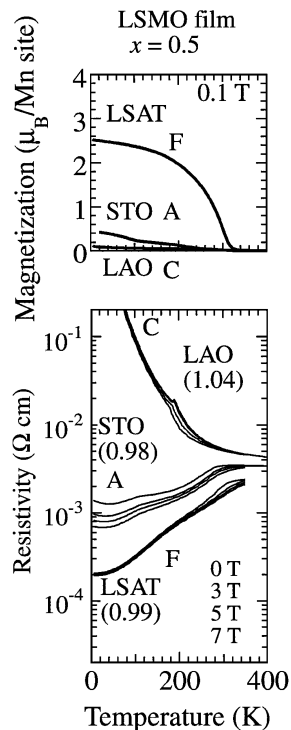 LSMO film
x = 0.5
Magnetization (μB/Mn site)
4
3
2
1
0
0.1 T
LSAT
F
STO A
LAO C
Resistivity (Ω cm)
10-1
10-2
10-3
10-4
C
LAO
(1.04)
STO
(0.98)
A
F
LSAT
(0.99)
0 T
3 T
5 T
7 T
0 200 400
Temperature (K)